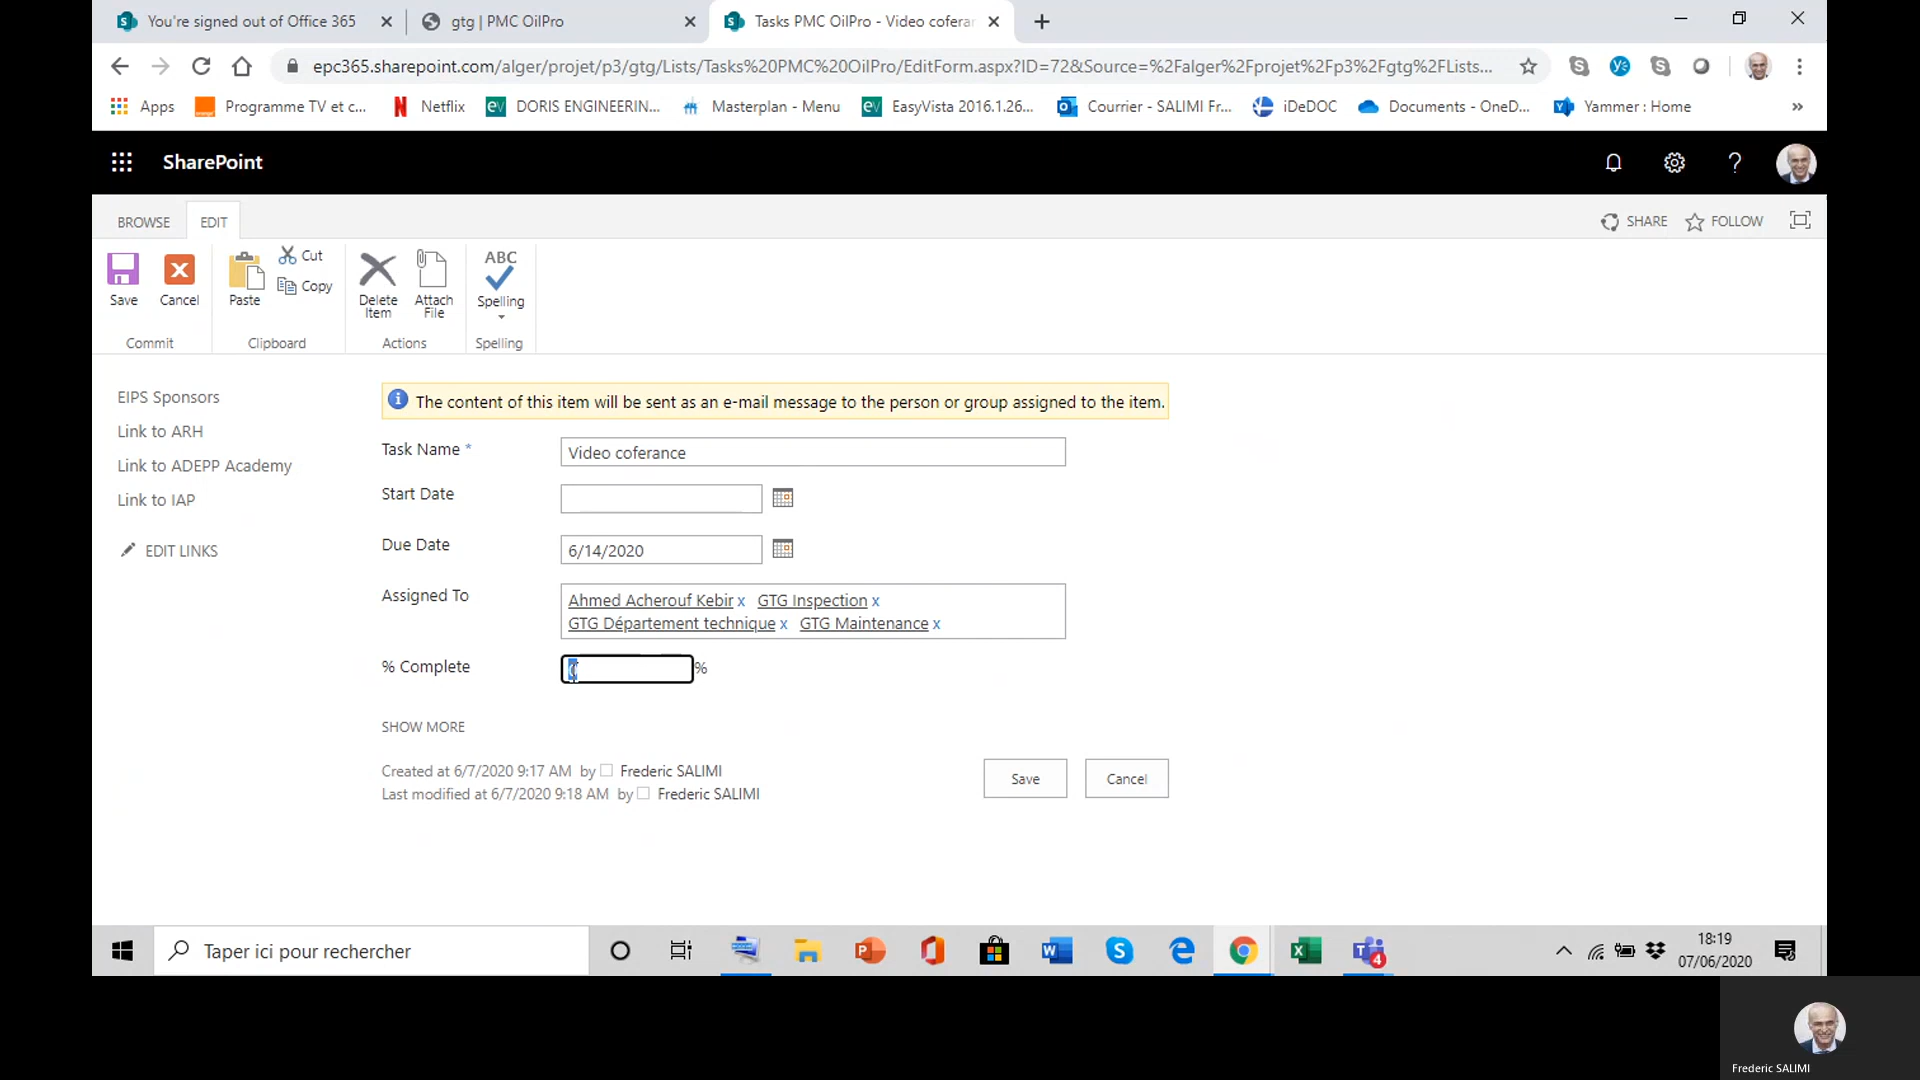 You're signed out of Office 365
gtg | PMC OilPro
Tasks PMC OilPro - Video coferan
epc365.sharepoint.com/alger/projet/p3/gtg/Lists/Tasks%20PMC%20OilPro/EditForm.aspx?ID=72&Source=%2Falger%2Fprojet%2Fp3%2Fgtg%2FLists...
Apps
Programme TV et c...
Netflix
DORIS ENGINEERIN...
Masterplan - Menu
EasyVista 2016.1.26...
Courrier - SALIMI Fr...
iDeDOC
Documents - OneD...
Yammer : Home
»
SharePoint
BROWSE
EDIT
SHARE
FOLLOW
Save
Cancel
Paste
Cut
Copy
Delete
Item
Attach
File
ABC
Spelling
Commit
Clipboard
Actions
Spelling
EIPS Sponsors
Link to ARH
Link to ADEPP Academy
Link to IAP
EDIT LINKS
The content of this item will be sent as an e-mail message to the person or group assigned to the item.
Task Name *
Video coferance
Start Date
Due Date
6/14/2020
Assigned To
Ahmed Acherouf Kebir x GTG Inspection x
GTG Département technique x GTG Maintenance x
% Complete
%
SHOW MORE
Created at 6/7/2020 9:17 AM by Frederic SALIMI
Last modified at 6/7/2020 9:18 AM by Frederic SALIMI
Save
Cancel
Taper ici pour rechercher
4
18:19
07/06/2020
Frederic SALIMI